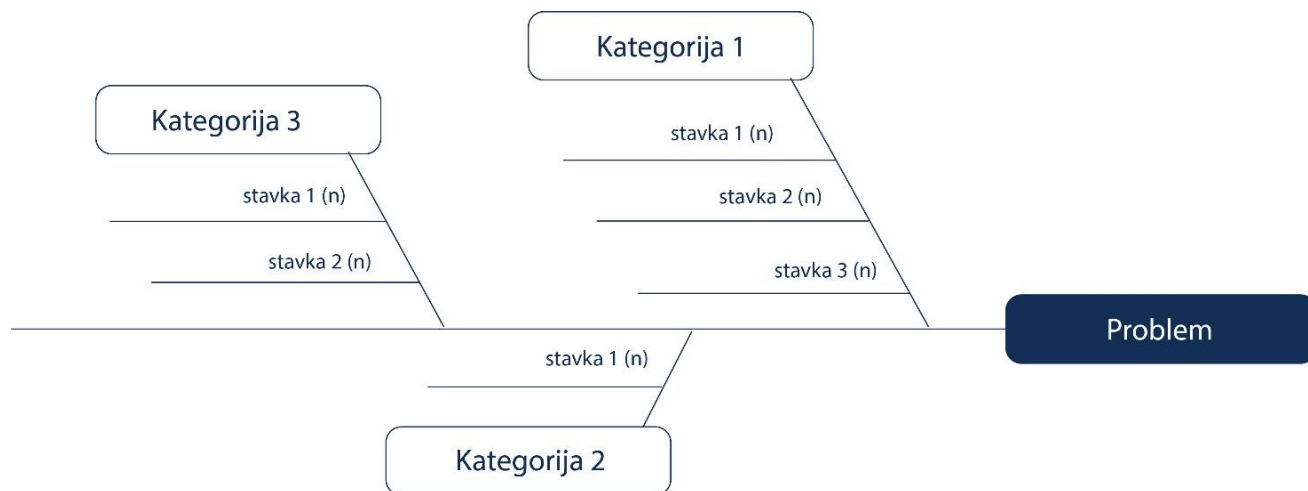 Kategorija 1
Kategorija 3
stavka 1 (n)
stavka 1 (n)
stavka 2 (n)
stavka 2 (n)
stavka 3 (n)
Problem
stavka 1 (n)
Kategorija 2